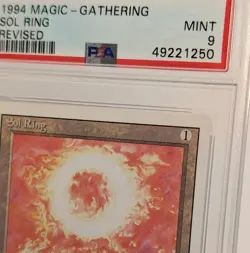 1994 MAGIC - GATHERING
SOL RING MINT
REVISED 9
PSA 49221250
Sol Ring 1